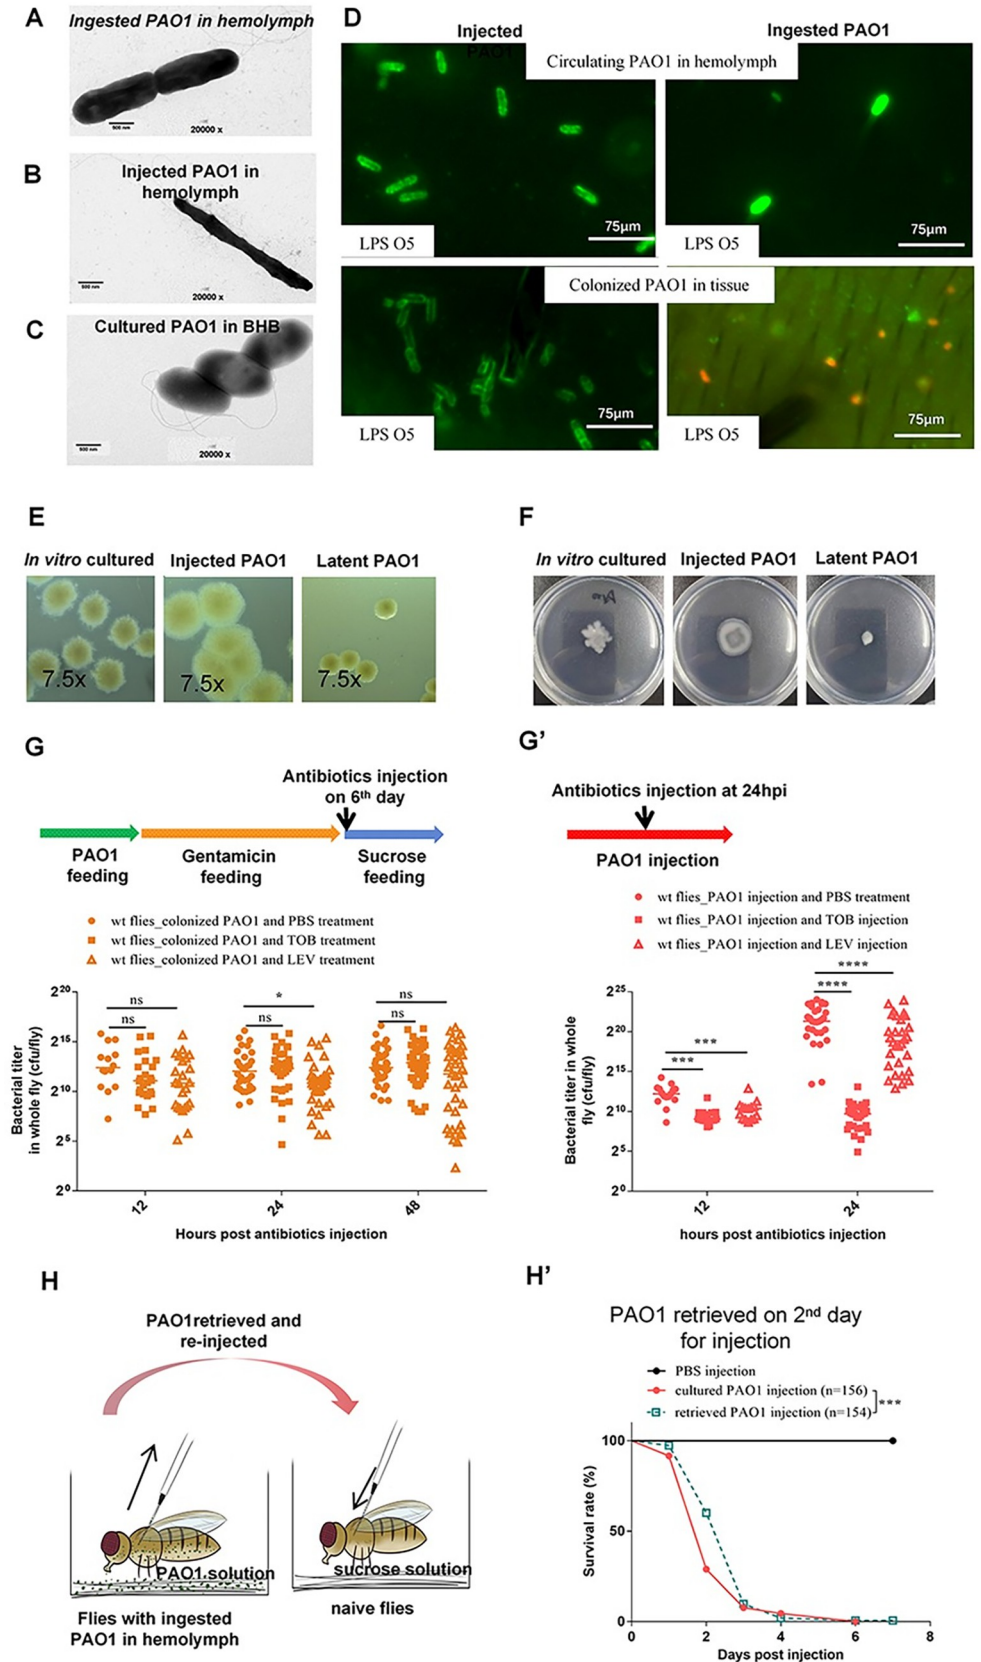 A
Ingested PAO1 in hemolymph
500 nm
20000 x
B
Injected PAO1 in
hemolymph
500 nm
20000 x
C
Cultured PAO1 in BHB
500 nm
20000 x
D
Injected
PAO1
Ingested PAO1
Circulating PAO1 in hemolymph
LPS O5
75µm
LPS O5
75µm
Colonized PAO1 in tissue
LPS O5
75µm
LPS O5
75µm
E
In vitro cultured
Injected PAO1
Latent PAO1
7.5x
7.5x
7.5x
F
In vitro cultured
Injected PAO1
Latent PAO1
G
Antibiotics injection
on 6th day
PAO1
feeding
Gentamicin
feeding
Sucrose
feeding
wt flies_colonized PAO1 and PBS treatment
wt flies_colonized PAO1 and TOB treatment
wt flies_colonized PAO1 and LEV treatment
Bacterial titer
in whole fly (cfu/fly)
2^20
2^15
2^10
2^5
2^0
ns
ns
*
ns
ns
ns
12
24
48
Hours post antibiotics injection
G'
Antibiotics injection at 24hpi
PAO1 injection
wt flies_PAO1 injection and PBS treatment
wt flies_PAO1 injection and TOB injection
wt flies_PAO1 injection and LEV injection
Bacterial titer in whole
fly (cfu/fly)
2^25
2^20
2^15
2^10
2^5
2^0
***
***
****
****
12
24
hours post antibiotics injection
H
PAO1retrieved and
re-injected
PAO1 solution
Flies with ingested
PAO1 in hemolymph
sucrose solution
naive flies
H'
PAO1 retrieved on 2nd day
for injection
PBS injection
cultured PAO1 injection (n=156)
retrieved PAO1 injection (n=154)
***
Survival rate (%)
100
50
0
0
2
4
6
8
Days post injection